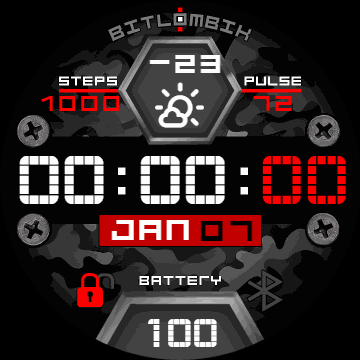 BITLOMBIX
-23
STEPS
1000
PULSE
72
00:00:00
JAN 07
BATTERY
100